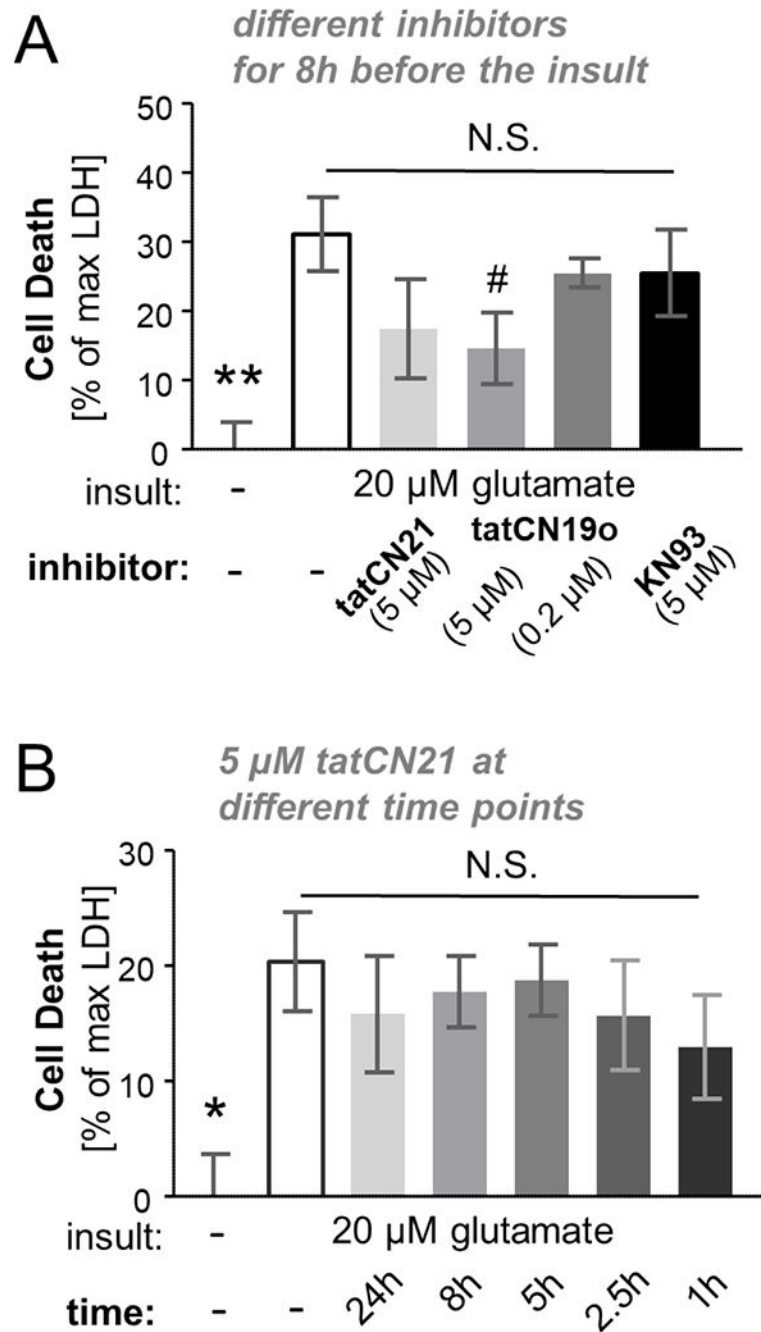 A
different inhibitors
for 8h before the insult
50
40
30
20
10
0
Cell Death
[% of max LDH]
N.S.
**
#
insult: - 20 µM glutamate
inhibitor: - - tatCN21 (5 µM) tatCN19o (5 µM) (0.2 µM) KN93 (5 µM)
B
5 µM tatCN21 at
different time points
30
20
10
0
Cell Death
[% of max LDH]
N.S.
*
insult: - 20 µM glutamate
time: - - 24h 8h 5h 2.5h 1h